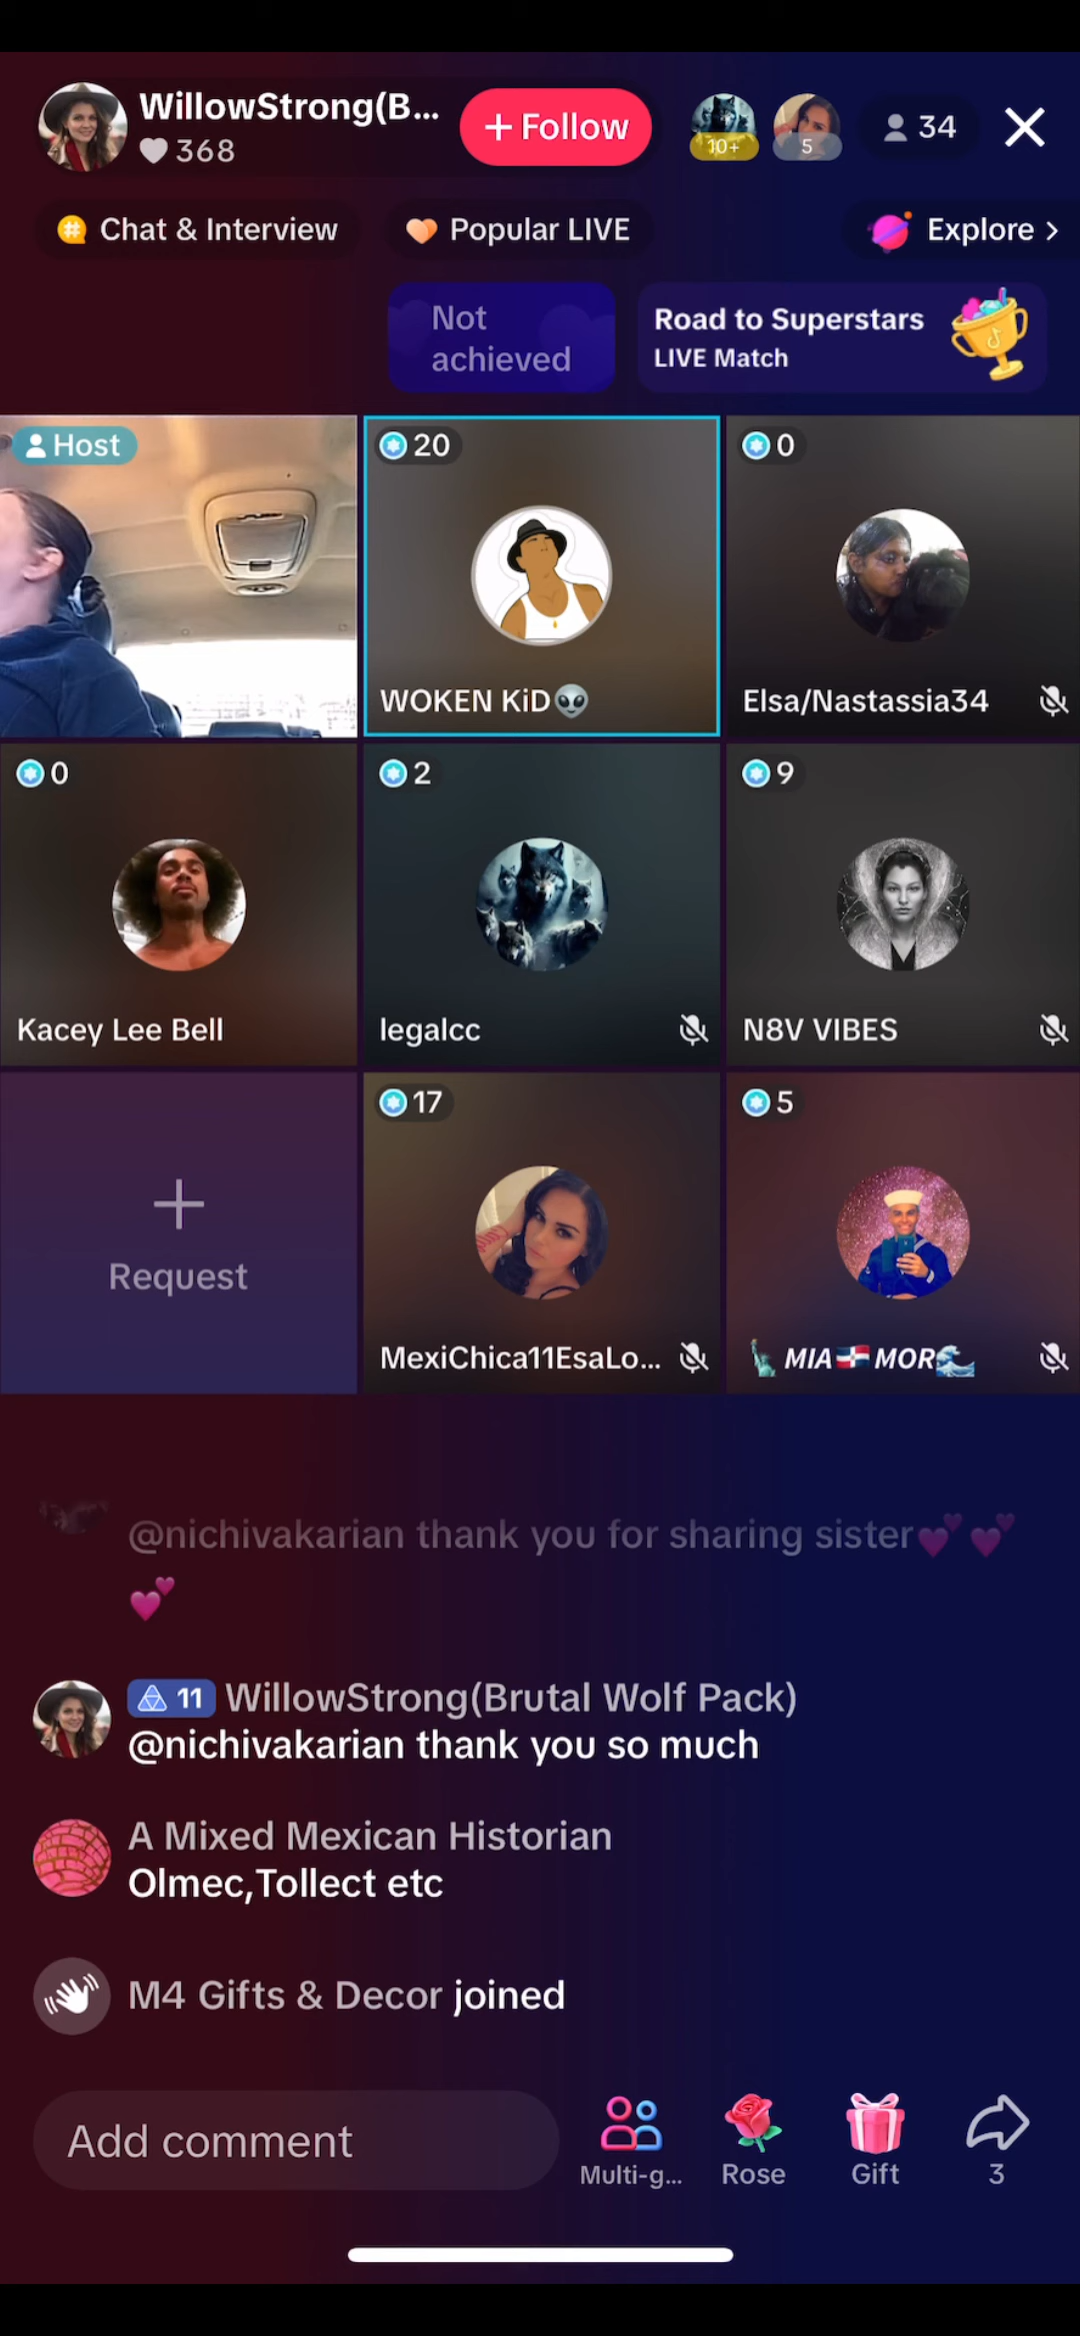 WillowStrong(B...
368
+ Follow
10+
5
34
Chat & Interview
Popular LIVE
Explore >
Not
achieved
Road to Superstars
LIVE Match
Host
20
WOKEN KiD👽
0
Elsa/Nastassia34
0
Kacey Lee Bell
2
legalcc
9
N8V VIBES
+
Request
17
MexiChica11EsaLo...
5
🗽MIA🇩🇴MOR🌊
@nichivakarian thank you for sharing sister💕💕
💕
11 WillowStrong(Brutal Wolf Pack)
@nichivakarian thank you so much
A Mixed Mexican Historian
Olmec,Tollect etc
M4 Gifts & Decor joined
Add comment
Multi-g...
Rose
Gift
3